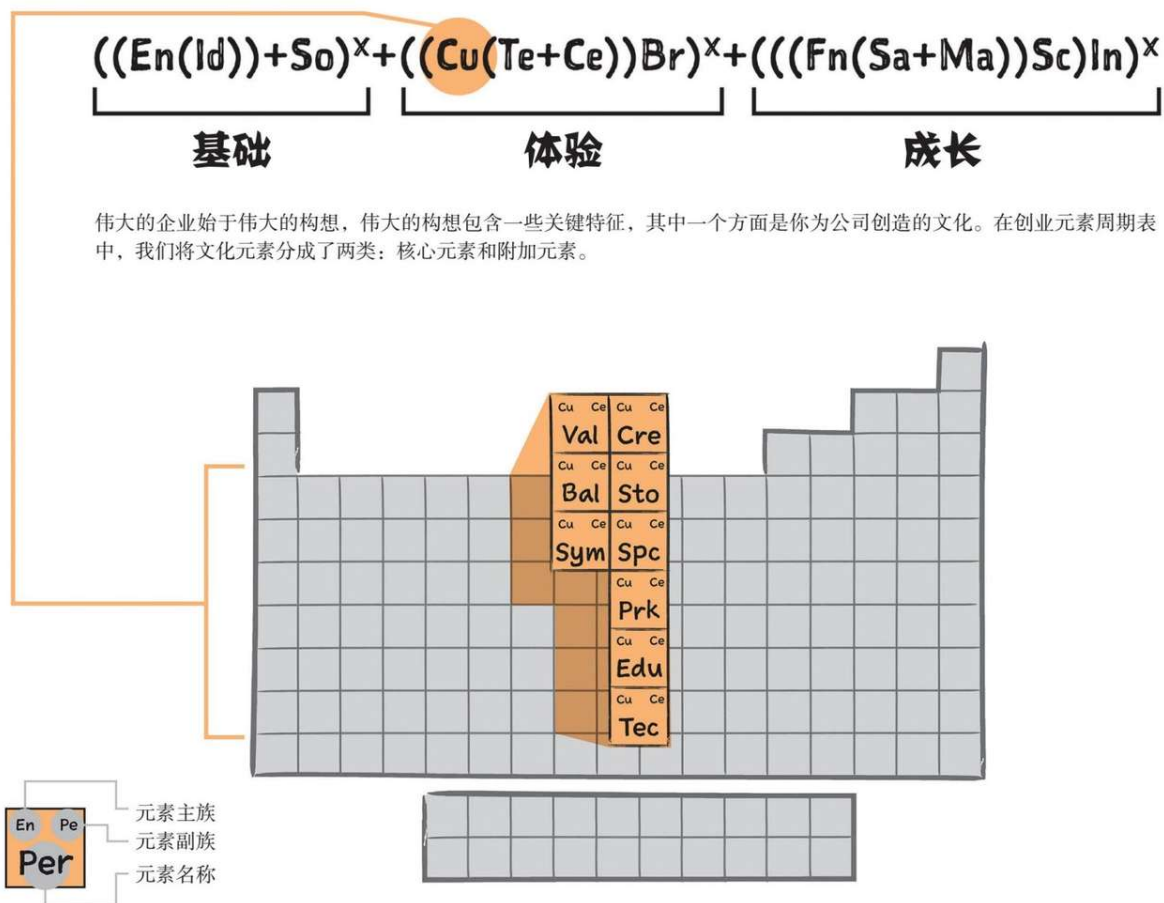 ((En(Id))+So)ˣ+((Cu(Te+Ce))Br)ˣ+(((Fn(Sa+Ma))Sc)In)ˣ
基础 体验 成长
伟大的企业始于伟大的构想，伟大的构想包含一些关键特征，其中一个方面是你为公司创造的文化。在创业元素周期表
中，我们将文化元素分成了两类：核心元素和附加元素。
Cu Ce Cu Ce
Val Cre
Cu Ce Cu Ce
Bal Sto
Cu Ce Cu Ce
Sym Spc
Cu Ce
Prk
Cu Ce
Edu
Cu Ce
Tec
元素主族
En Pe
元素副族
Per
元素名称